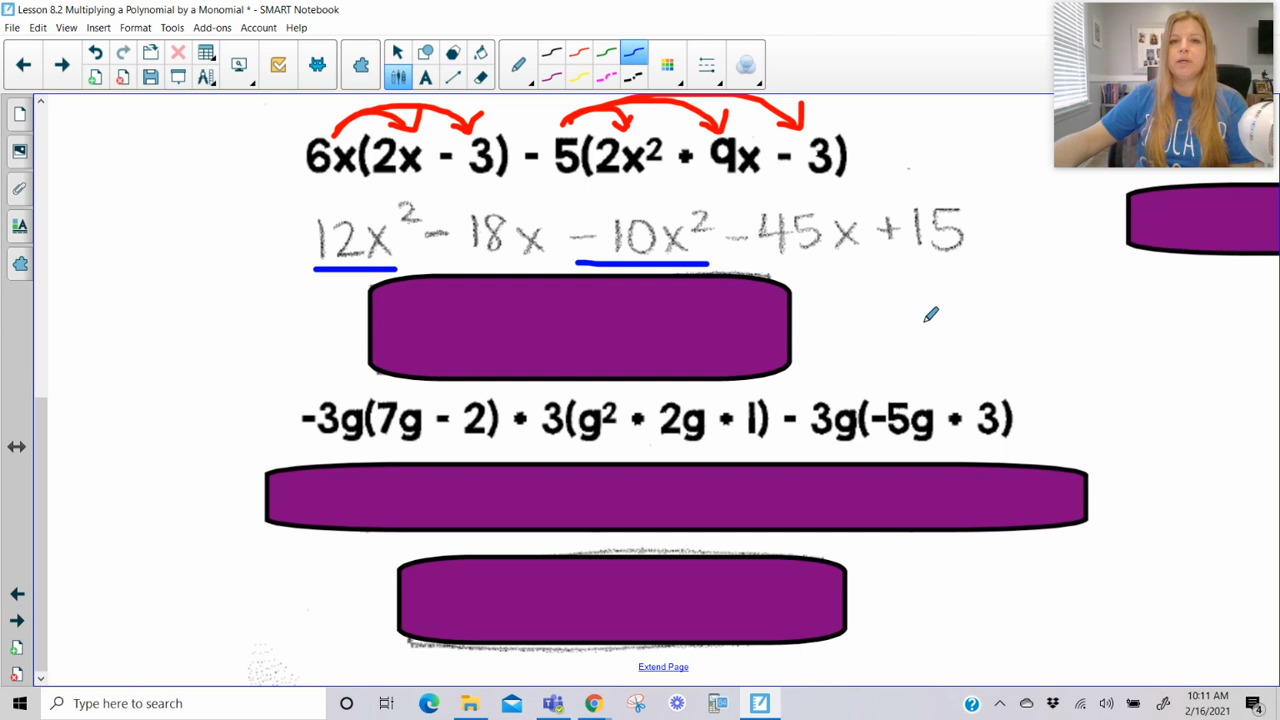 Lesson 8.2 Multiplying a Polynomial by a Monomial * - SMART Notebook
File Edit View Insert Format Tools Add-ons Account Help
6x(2x - 3) - 5(2x² + 9x - 3)
12x² - 18x - 10x² - 45x + 15
-3g(7g - 2) + 3(g² + 2g + 1) - 3g(-5g + 3)
Extend Page
Type here to search
10:11 AM
2/16/2021
4